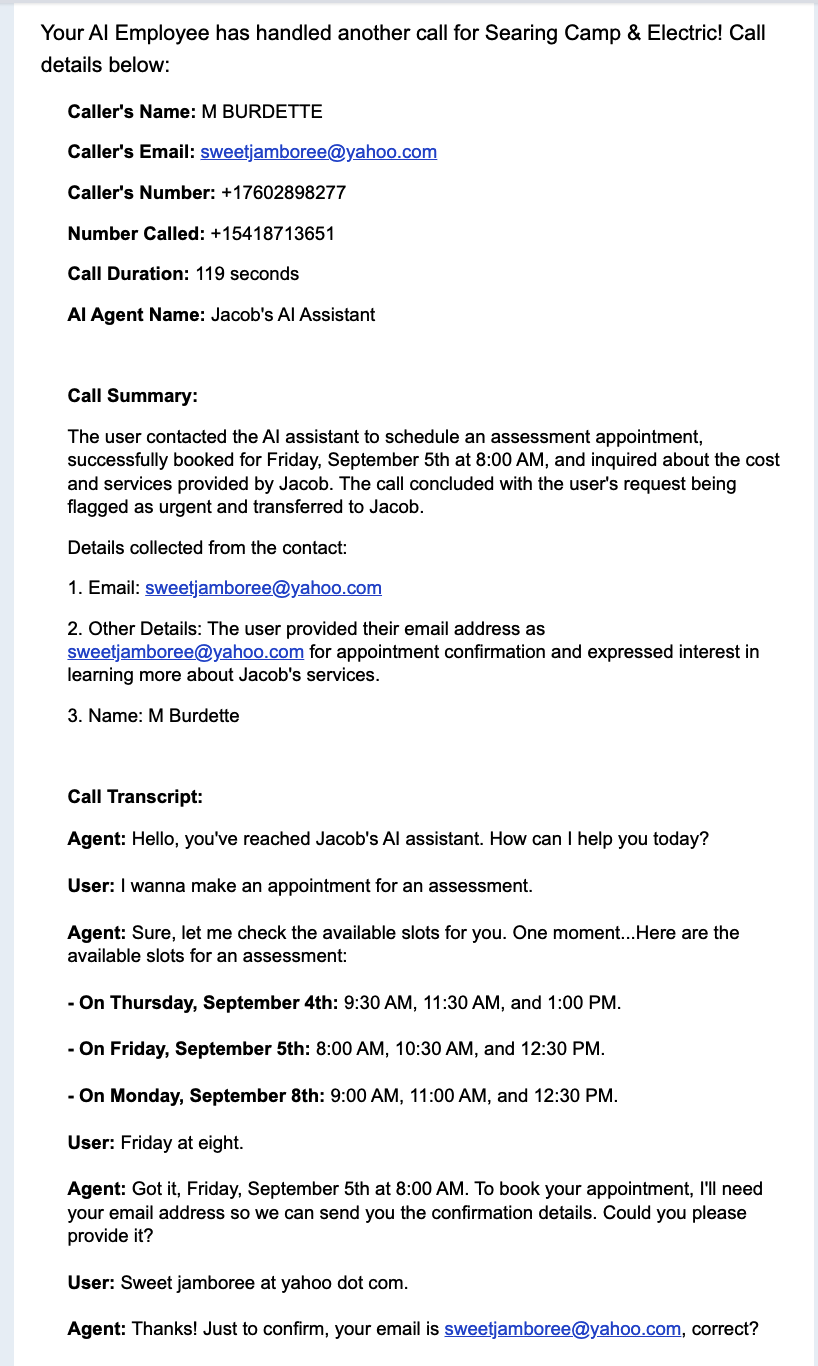 Your AI Employee has handled another call for Searing Camp & Electric! Call
details below:
Caller's Name: M BURDETTE
Caller's Email: sweetjamboree@yahoo.com
Caller's Number: +17602898277
Number Called: +15418713651
Call Duration: 119 seconds
AI Agent Name: Jacob's AI Assistant
Call Summary:
The user contacted the AI assistant to schedule an assessment appointment,
successfully booked for Friday, September 5th at 8:00 AM, and inquired about the cost
and services provided by Jacob. The call concluded with the user's request being
flagged as urgent and transferred to Jacob.
Details collected from the contact:
1. Email: sweetjamboree@yahoo.com
2. Other Details: The user provided their email address as
sweetjamboree@yahoo.com for appointment confirmation and expressed interest in
learning more about Jacob's services.
3. Name: M Burdette
Call Transcript:
Agent: Hello, you've reached Jacob's AI assistant. How can I help you today?
User: I wanna make an appointment for an assessment.
Agent: Sure, let me check the available slots for you. One moment...Here are the
available slots for an assessment:
- On Thursday, September 4th: 9:30 AM, 11:30 AM, and 1:00 PM.
- On Friday, September 5th: 8:00 AM, 10:30 AM, and 12:30 PM.
- On Monday, September 8th: 9:00 AM, 11:00 AM, and 12:30 PM.
User: Friday at eight.
Agent: Got it, Friday, September 5th at 8:00 AM. To book your appointment, I'll need
your email address so we can send you the confirmation details. Could you please
provide it?
User: Sweet jamboree at yahoo dot com.
Agent: Thanks! Just to confirm, your email is sweetjamboree@yahoo.com, correct?